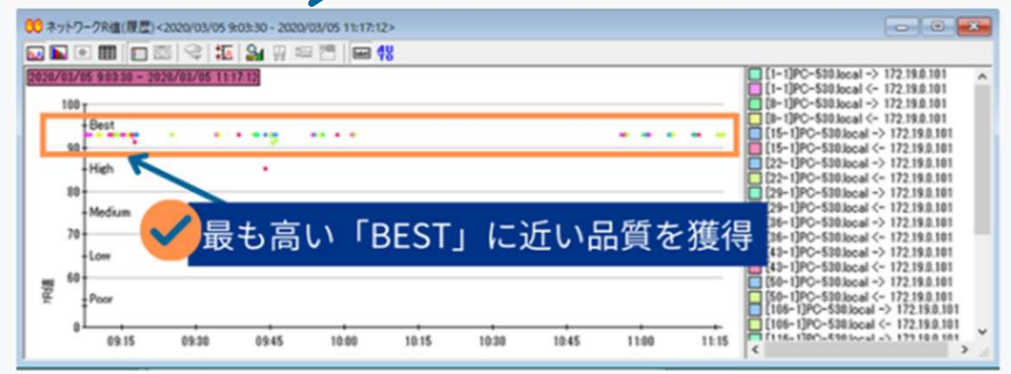 ネットワークR値(履歴)<2020/03/05 9:03:30 - 2020/03/05 11:17:12>
2020/03/05 9:03:30 - 2020/03/05 11:17:12
100
Best
90
High
80
Medium
70
Low
60
Poor
0
R値
09:15 09:30 09:45 10:00 10:15 10:30 10:45 11:00 11:15
最も高い「BEST」に近い品質を獲得
[1-1]PC-530.local -> 172.19.0.101
[1-1]PC-530.local <- 172.19.0.101
[8-1]PC-530.local -> 172.19.0.101
[8-1]PC-530.local <- 172.19.0.101
[15-1]PC-530.local -> 172.19.0.101
[15-1]PC-530.local <- 172.19.0.101
[22-1]PC-530.local -> 172.19.0.101
[22-1]PC-530.local <- 172.19.0.101
[29-1]PC-530.local -> 172.19.0.101
[29-1]PC-530.local <- 172.19.0.101
36-1]PC-530.local -> 172.19.0.101
36-1]PC-530.local <- 172.19.0.101
[43-1]PC-530.local -> 172.19.0.101
[43-1]PC-530.local <- 172.19.0.101
[50-1]PC-530.local -> 172.19.0.101
[50-1]PC-530.local <- 172.19.0.101
[106-1]PC-530.local -> 172.19.0.101
[106-1]PC-530.local <- 172.19.0.101